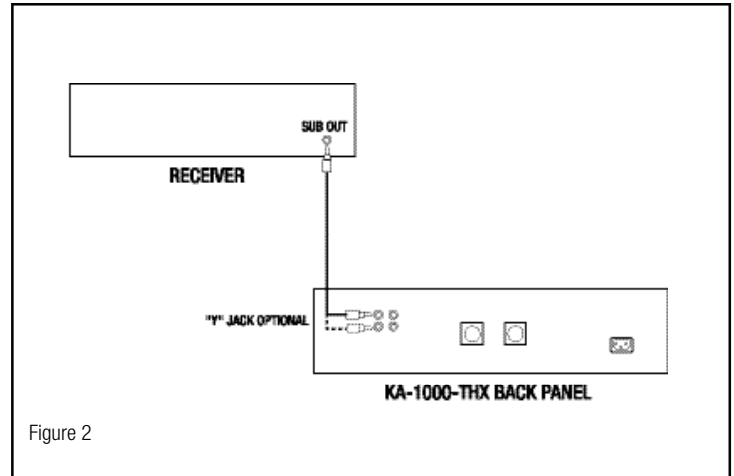 SUB OUT
RECEIVER
"Y" JACK OPTIONAL
KA-1000-THX BACK PANEL
Figure 2